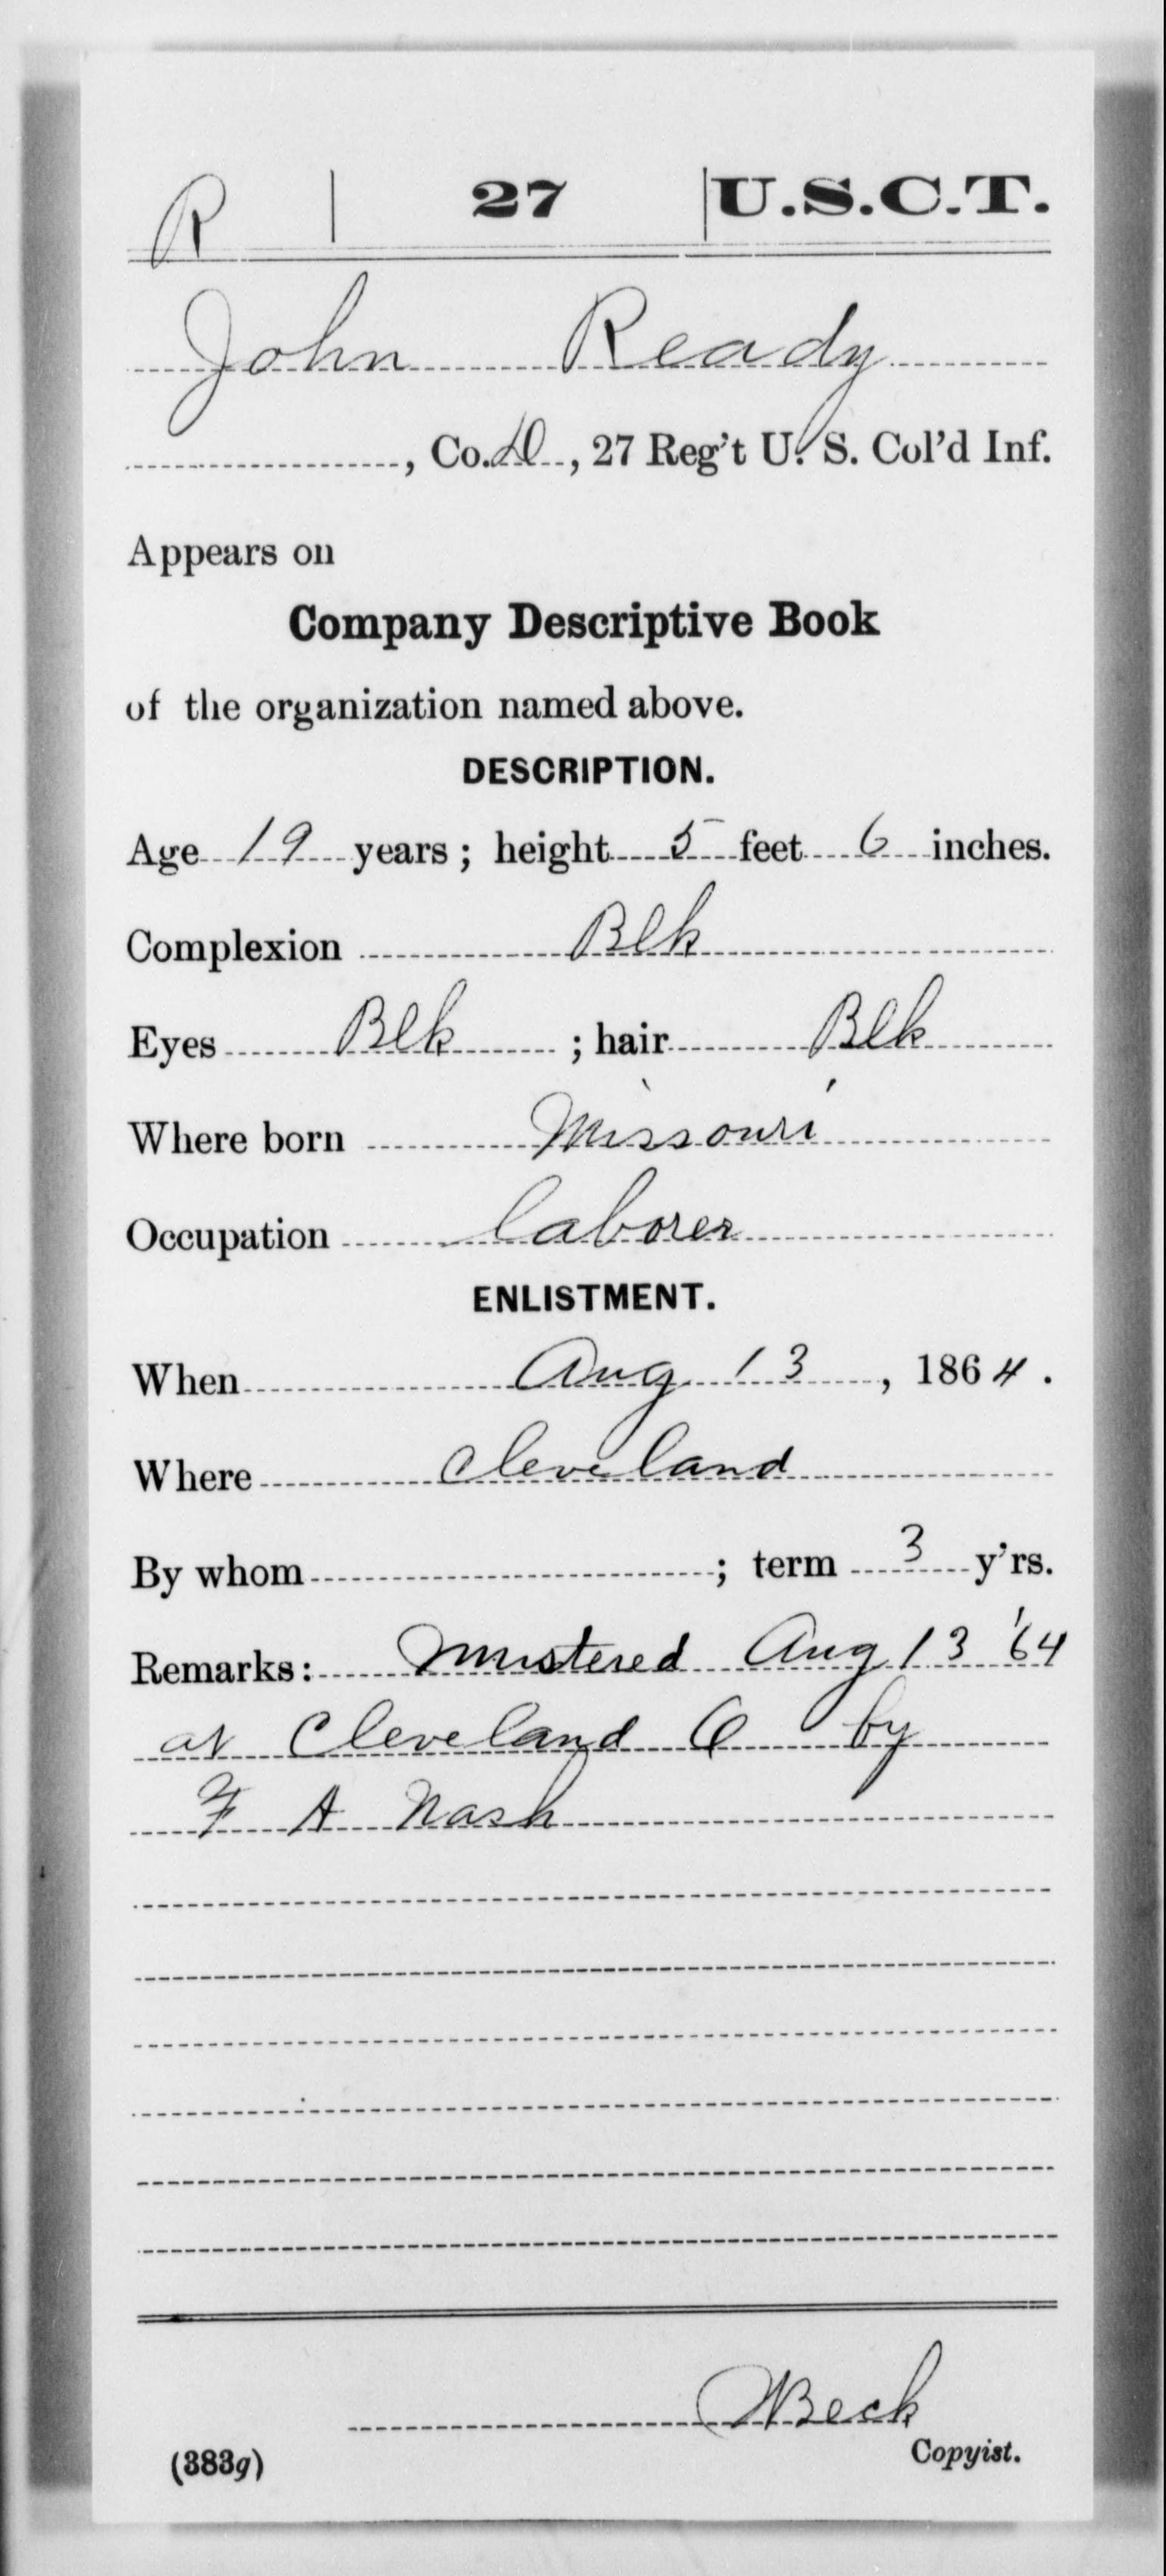 R 27 U.S.C.T.
John Ready
, Co. D, 27 Reg't U. S. Col'd Inf.
Appears on
Company Descriptive Book
of the organization named above.
DESCRIPTION.
Age 19 years; height 5 feet 6 inches.
Complexion Blk
Eyes Blk ; hair Blk
Where born Missouri
Occupation laborer
ENLISTMENT.
When Aug 13, 1864.
Where Cleveland
By whom ; term 3 y'rs.
Remarks: Mustered Aug 13 '64
at Cleveland O by
F A Nash
WBeck
Copyist.
(383g)